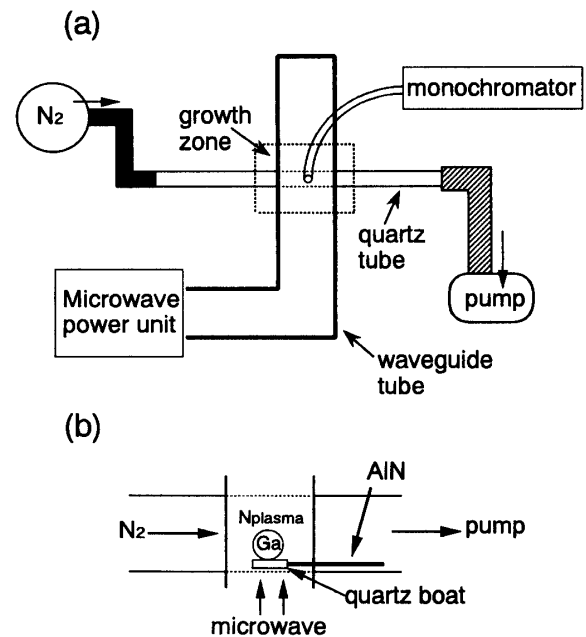 (a)
N2
growth
zone
monochromator
quartz
tube
Microwave
power unit
pump
waveguide
tube
(b)
AlN
N2
Nplasma
Ga
pump
quartz boat
microwave